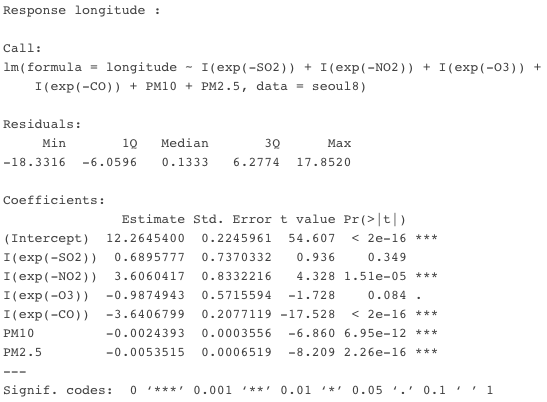 Response longitude :
Call:
lm(formula = longitude ~ I(exp(-SO2)) + I(exp(-NO2)) + I(exp(-O3)) +
I(exp(-CO)) + PM10 + PM2.5, data = seoul8)
Residuals:
Min 1Q Median 3Q Max
-18.3316 -6.0596 0.1333 6.2774 17.8520
Coefficients:
Estimate Std. Error t value Pr(>|t|)
(Intercept) 12.2645400 0.2245961 54.607 < 2e-16 ***
I(exp(-SO2)) 0.6895777 0.7370332 0.936 0.349
I(exp(-NO2)) 3.6060417 0.8332216 4.328 1.51e-05 ***
I(exp(-O3)) -0.9874943 0.5715594 -1.728 0.084 .
I(exp(-CO)) -3.6406799 0.2077119 -17.528 < 2e-16 ***
PM10 -0.0024393 0.0003556 -6.860 6.95e-12 ***
PM2.5 -0.0053515 0.0006519 -8.209 2.26e-16 ***
---
Signif. codes: 0 ‘***’ 0.001 ‘**’ 0.01 ‘*’ 0.05 ‘.’ 0.1 ‘ ’ 1